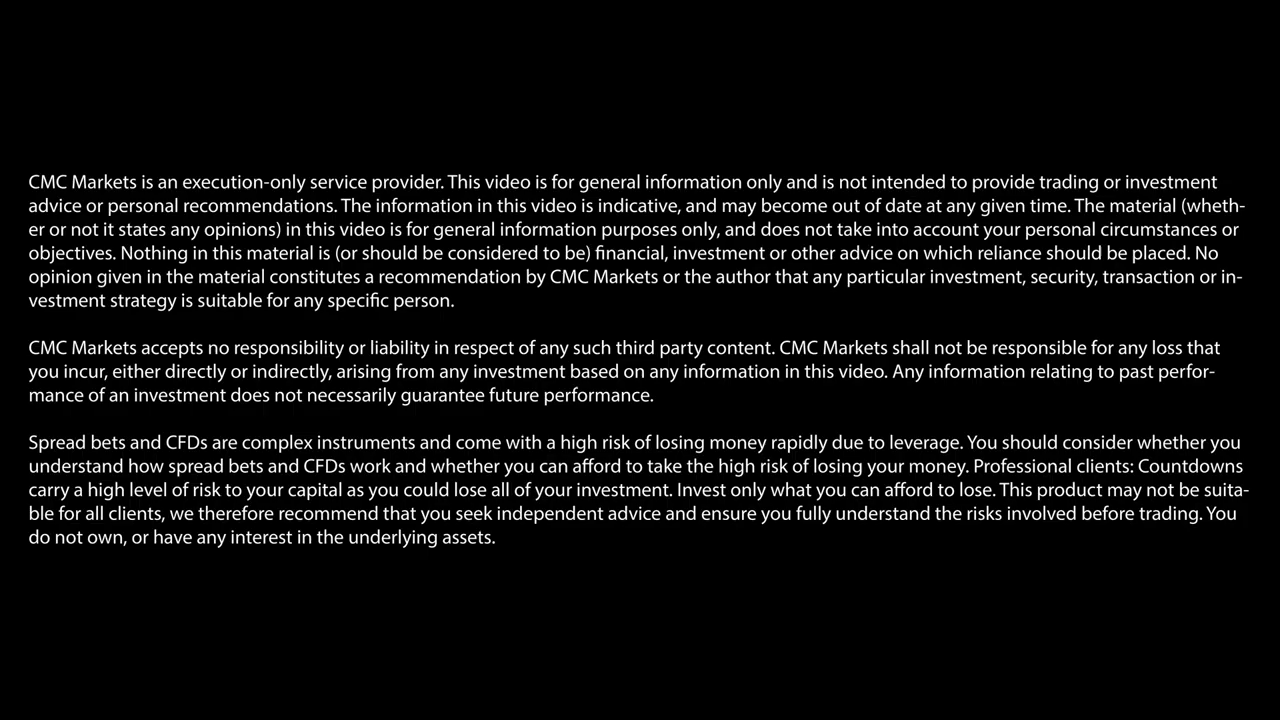 CMC Markets is an execution-only service provider. This video is for general information only and is not intended to provide trading or investment
advice or personal recommendations. The information in this video is indicative, and may become out of date at any given time. The material (wheth-
er or not it states any opinions) in this video is for general information purposes only, and does not take into account your personal circumstances or
objectives. Nothing in this material is (or should be considered to be) financial, investment or other advice on which reliance should be placed. No
opinion given in the material constitutes a recommendation by CMC Markets or the author that any particular investment, security, transaction or in-
vestment strategy is suitable for any specific person.
CMC Markets accepts no responsibility or liability in respect of any such third party content. CMC Markets shall not be responsible for any loss that
you incur, either directly or indirectly, arising from any investment based on any information in this video. Any information relating to past perfor-
mance of an investment does not necessarily guarantee future performance.
Spread bets and CFDs are complex instruments and come with a high risk of losing money rapidly due to leverage. You should consider whether you
understand how spread bets and CFDs work and whether you can afford to take the high risk of losing your money. Professional clients: Countdowns
carry a high level of risk to your capital as you could lose all of your investment. Invest only what you can afford to lose. This product may not be suita-
ble for all clients, we therefore recommend that you seek independent advice and ensure you fully understand the risks involved before trading. You
do not own, or have any interest in the underlying assets.